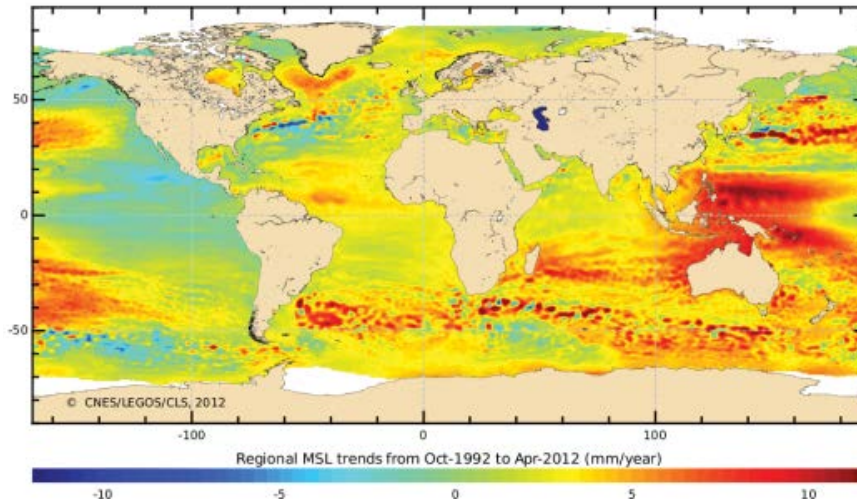 50
0
-50
© CNES/LEGOS/CLS, 2012
-100 0 100
Regional MSL trends from Oct-1992 to Apr-2012 (mm/year)
-10 -5 0 5 10